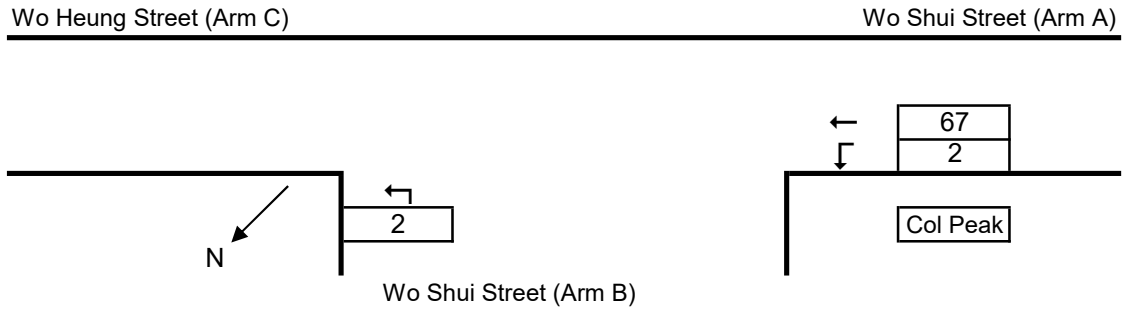 Wo Heung Street (Arm C)
Wo Shui Street (Arm A)
67
2
2
Col Peak
N
Wo Shui Street (Arm B)